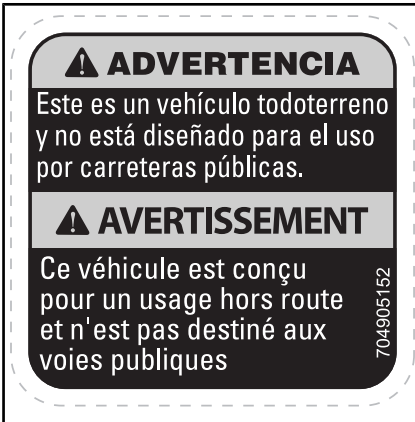 ADVERTENCIA
Este es un vehículo todoterreno
y no está diseñado para el uso
por carreteras públicas.
AVERTISSEMENT
Ce véhicule est conçu
pour un usage hors route
et n'est pas destiné aux
voies publiques
704905152